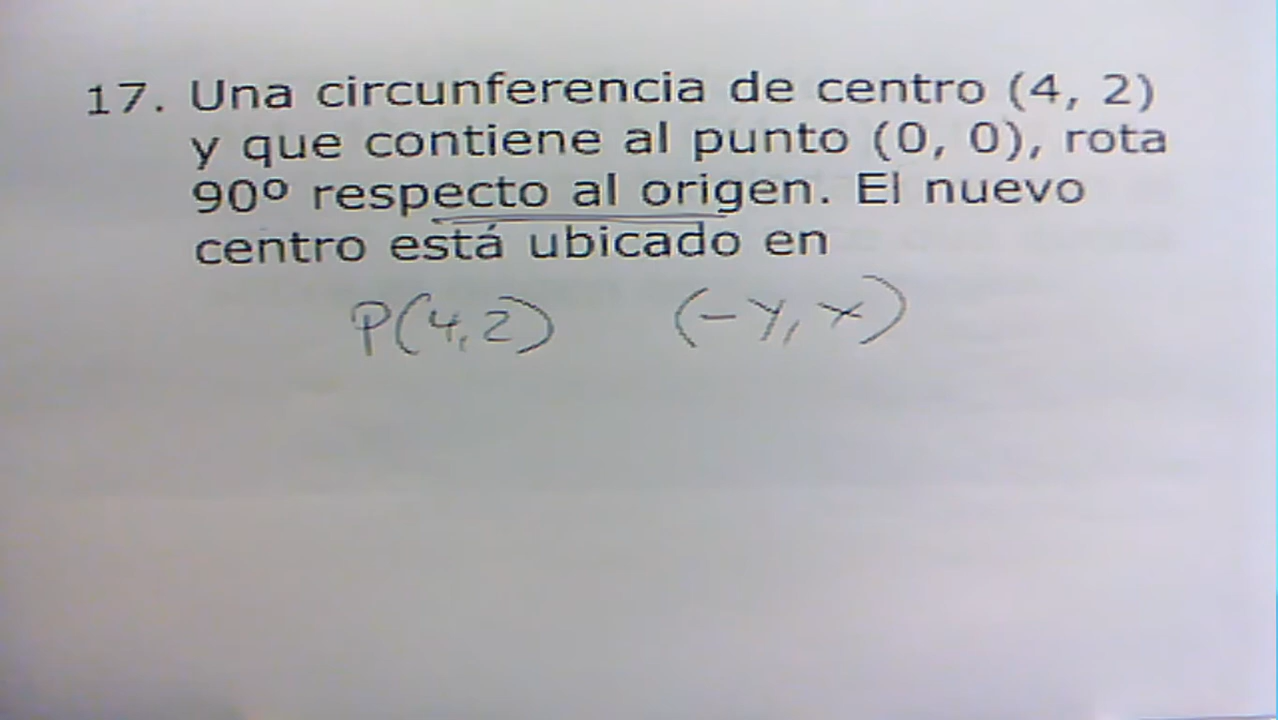 17. Una circunferencia de centro (4, 2)
y que contiene al punto (0, 0), rota
90º respecto al origen. El nuevo
centro está ubicado en
P(4,2) (-y, x)